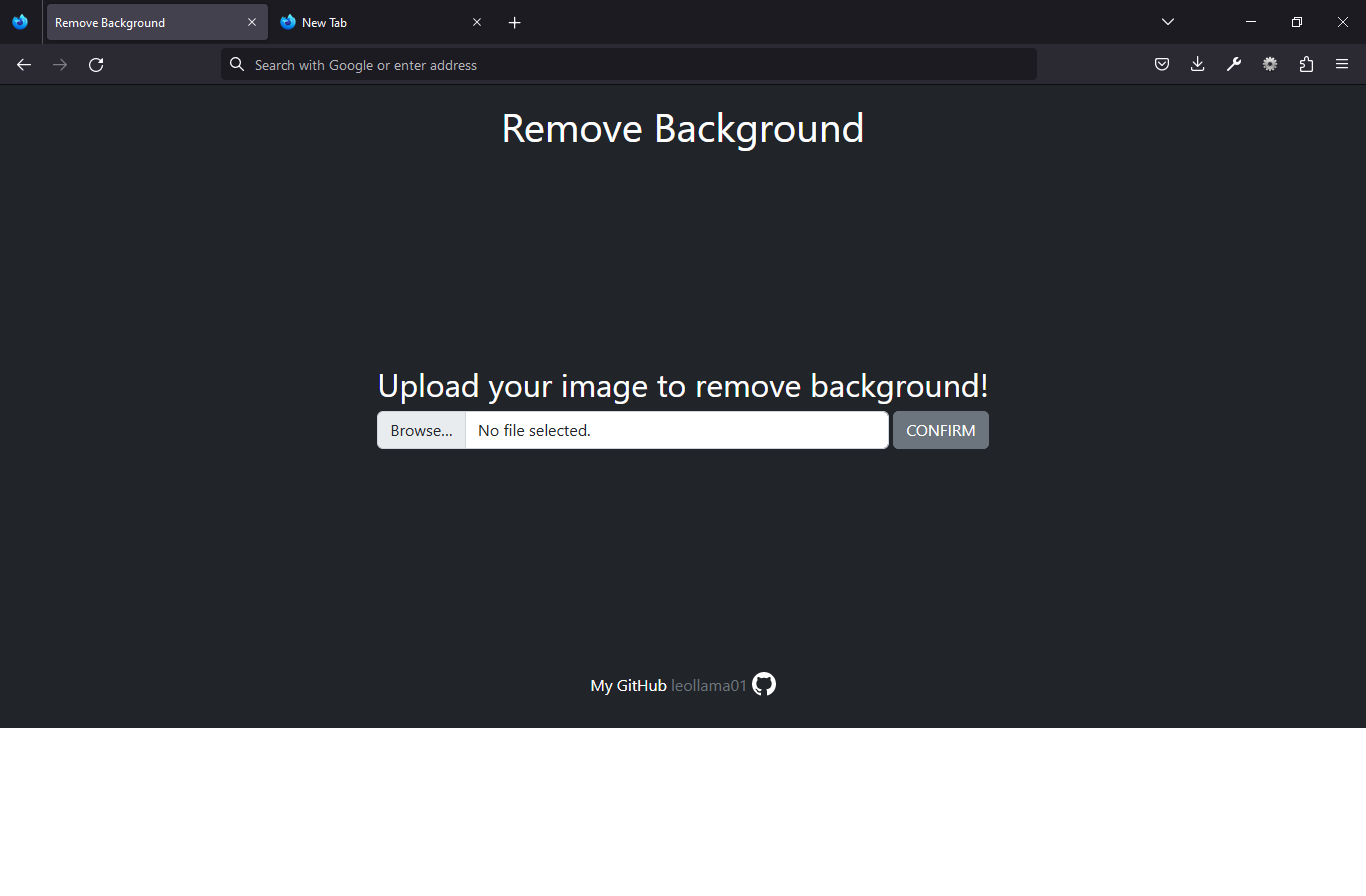 Remove Background
New Tab
Search with Google or enter address
Remove Background
Upload your image to remove background!
Browse... No file selected. CONFIRM
My GitHub leollama01